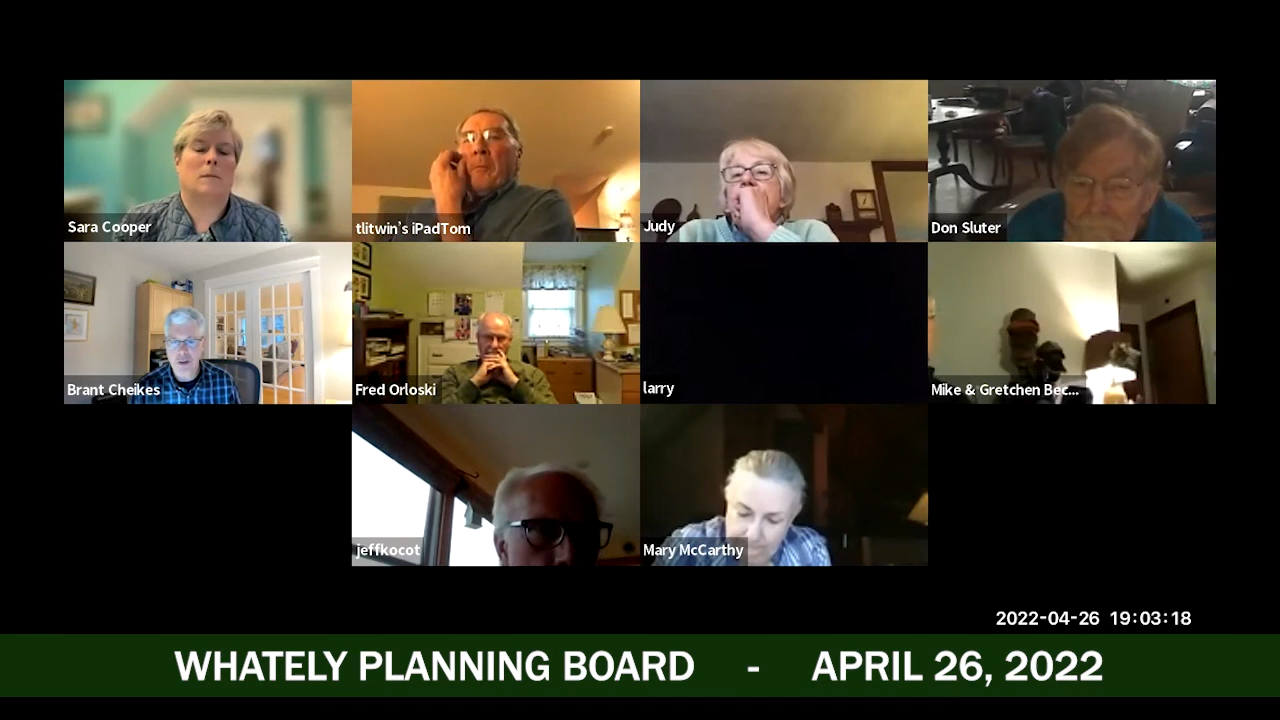 Sara Cooper
tlitwin's iPadTom
Judy
Don Sluter
Brant Cheikes
Fred Orloski
larry
Mike & Gretchen Bec...
jeffkocot
Mary McCarthy
2022-04-26 19:03:18
WHATELY PLANNING BOARD - APRIL 26, 2022